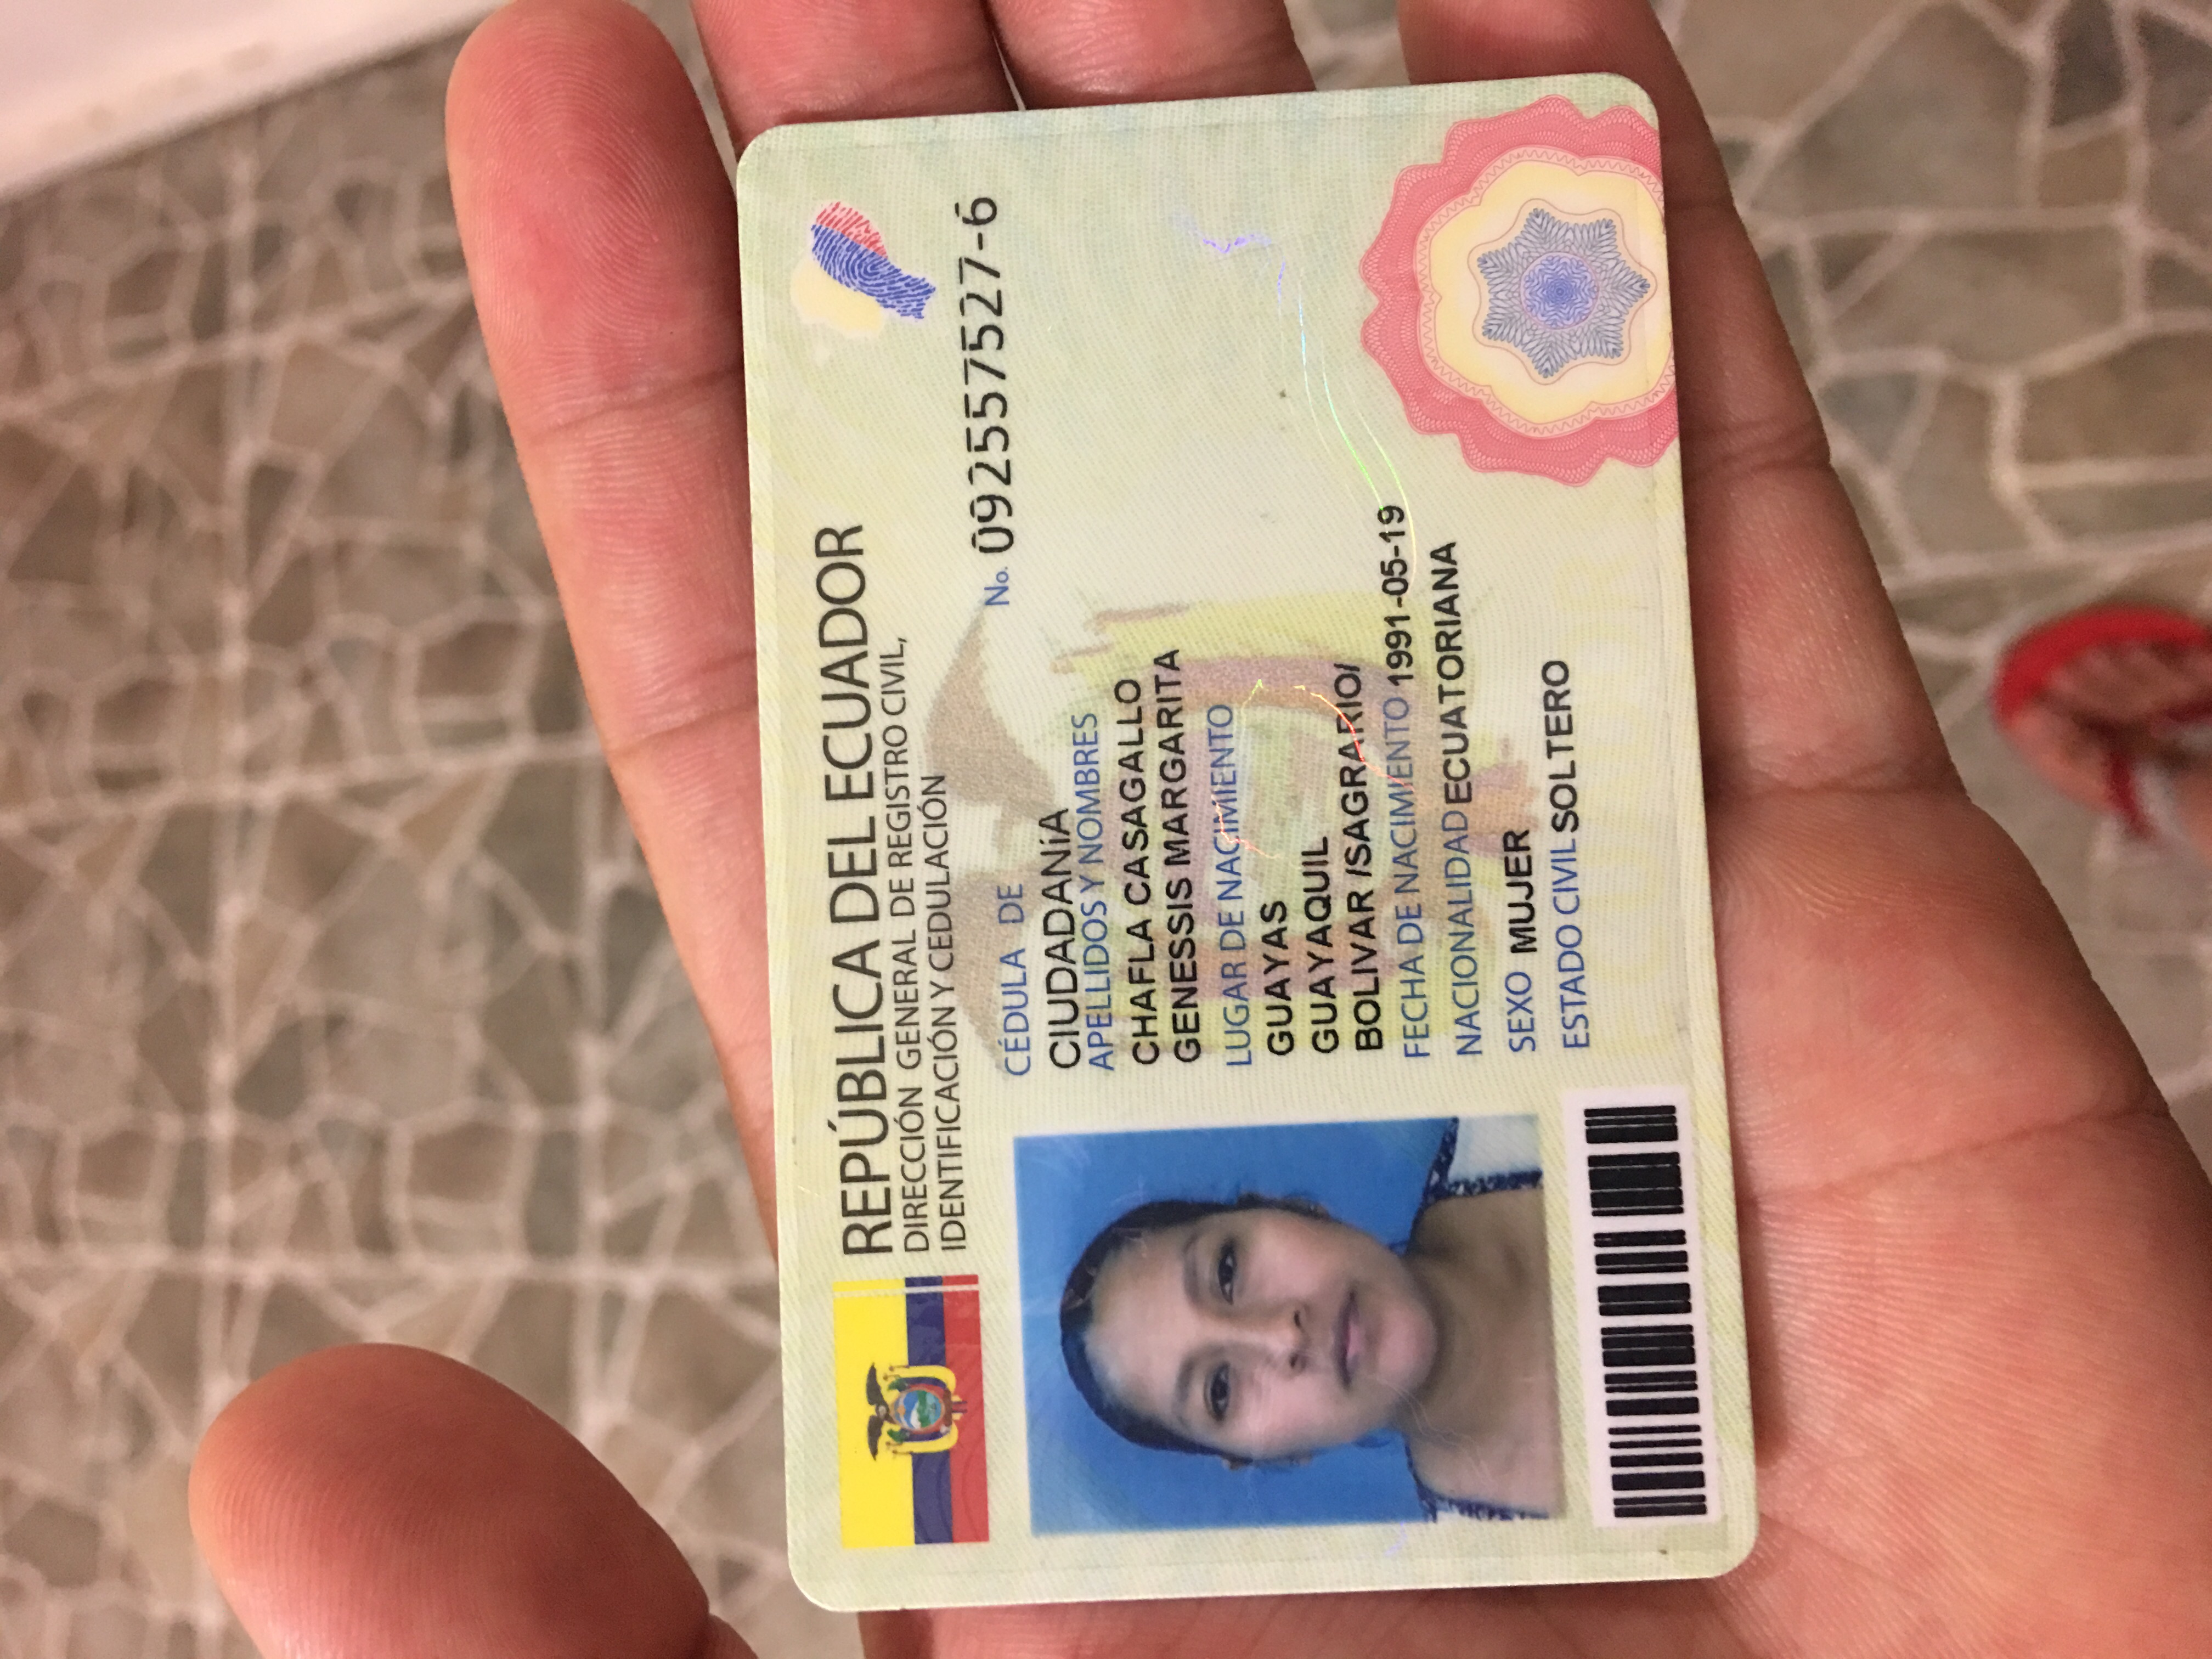 REPÚBLICA DEL ECUADOR
DIRECCIÓN GENERAL DE REGISTRO CIVIL,
IDENTIFICACIÓN Y CEDULACIÓN
No. 092557527-6
CÉDULA DE
CIUDADANíA
APELLIDOS Y NOMBRES
CHAFLA CASAGALLO
GENESSIS MARGARITA
LUGAR DE NACIMIENTO
GUAYAS
GUAYAQUIL
BOLIVAR /SAGRARIO/
FECHA DE NACIMIENTO 1991-05-19
NACIONALIDAD ECUATORIANA
SEXO MUJER
ESTADO CIVIL SOLTERO